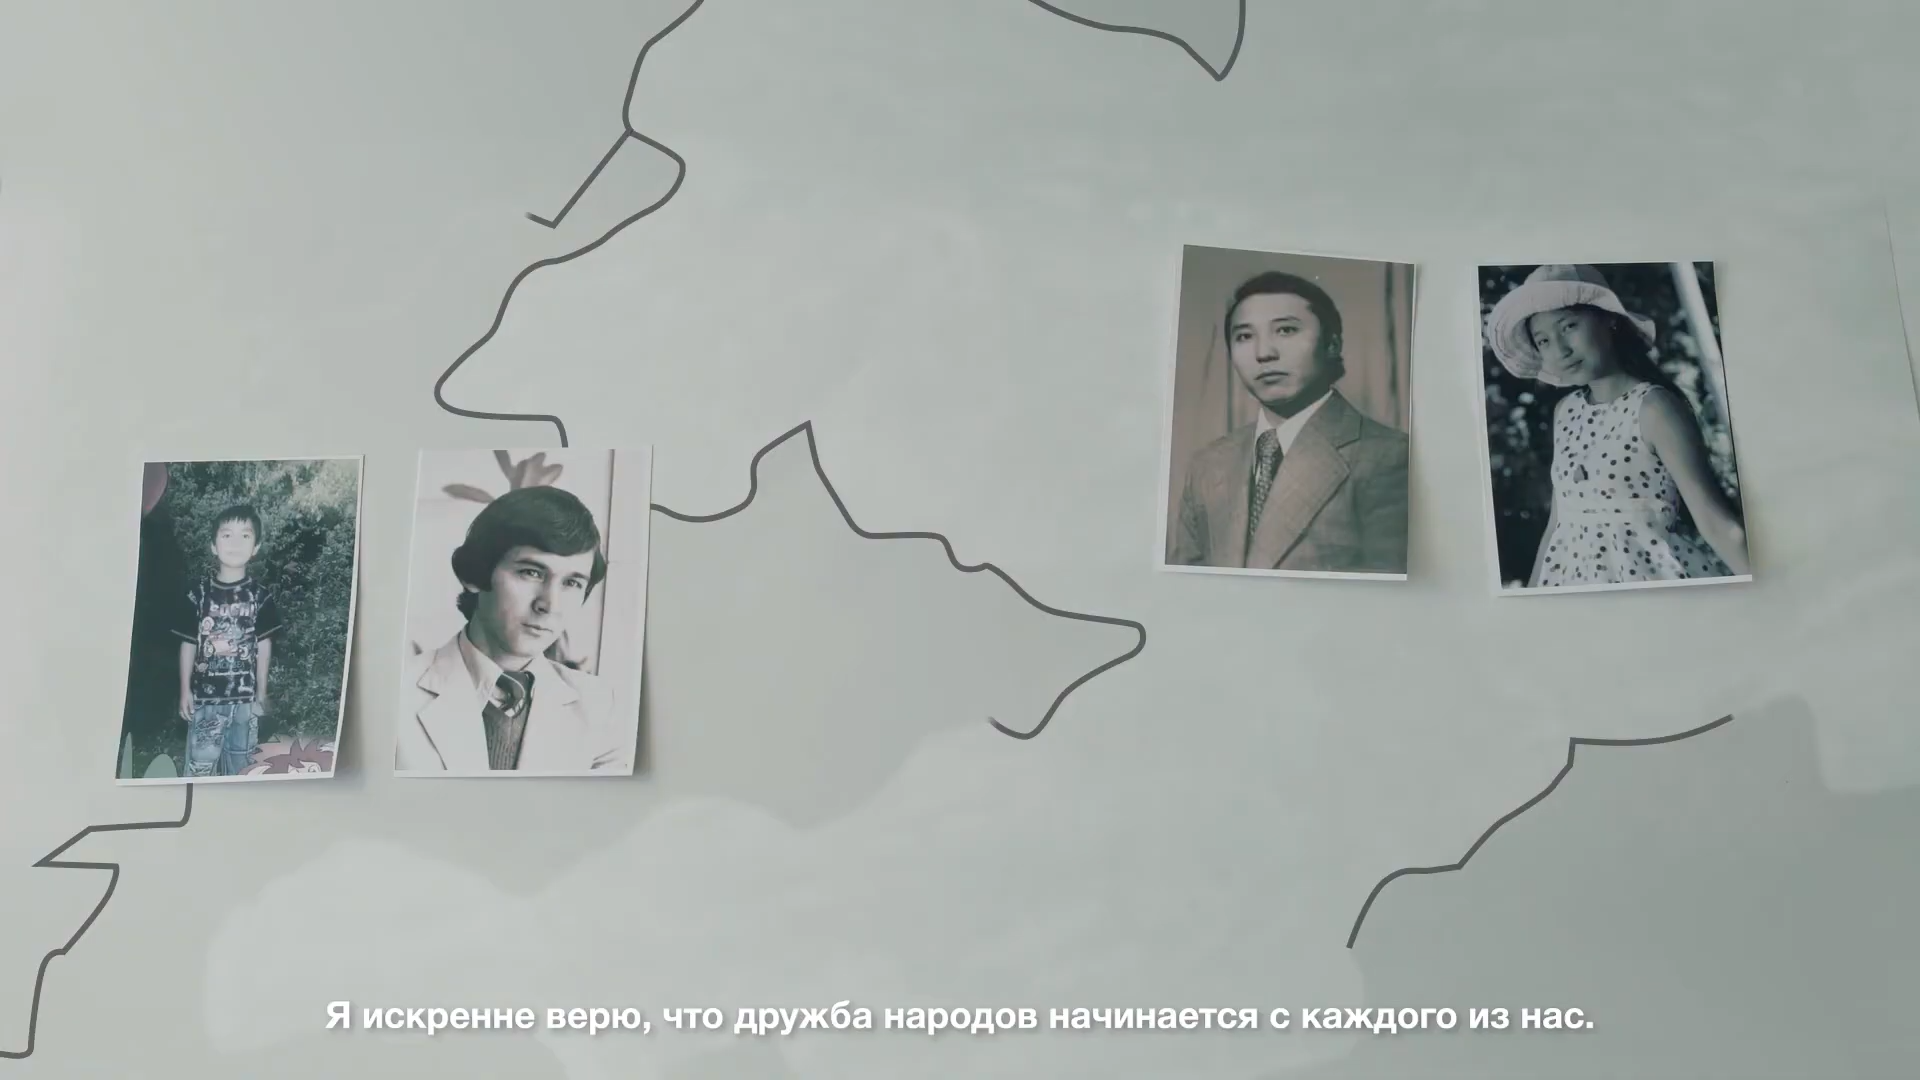 Я искренне верю, что дружба народов начинается с каждого из нас.